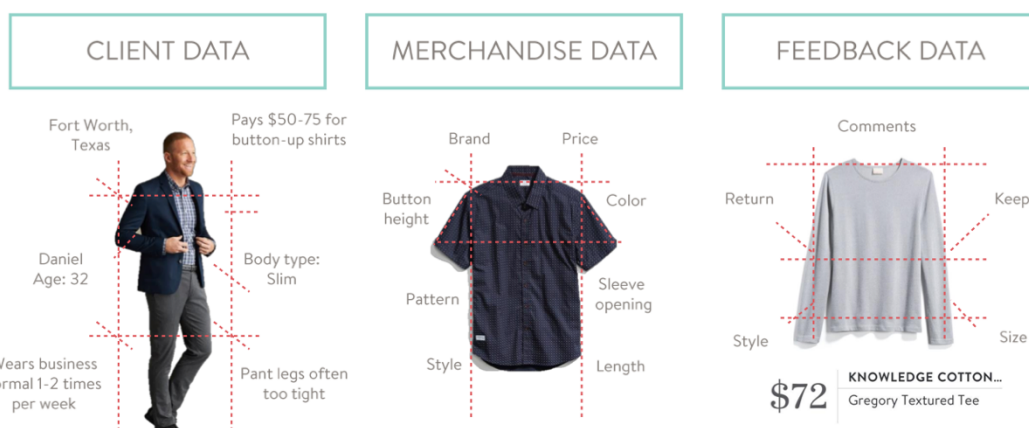 CLIENT DATA
MERCHANDISE DATA
FEEDBACK DATA
Fort Worth,
Texas
Pays $50-75 for
button-up shirts
Daniel
Age: 32
Body type:
Slim
business
1-2 times
per week
Pant legs often
too tight
Brand
Price
Button
height
Color
Pattern
Sleeve
opening
Style
Length
Comments
Return
Keep
Style
Size
$72
KNOWLEDGE COTTON...
Gregory Textured Tee